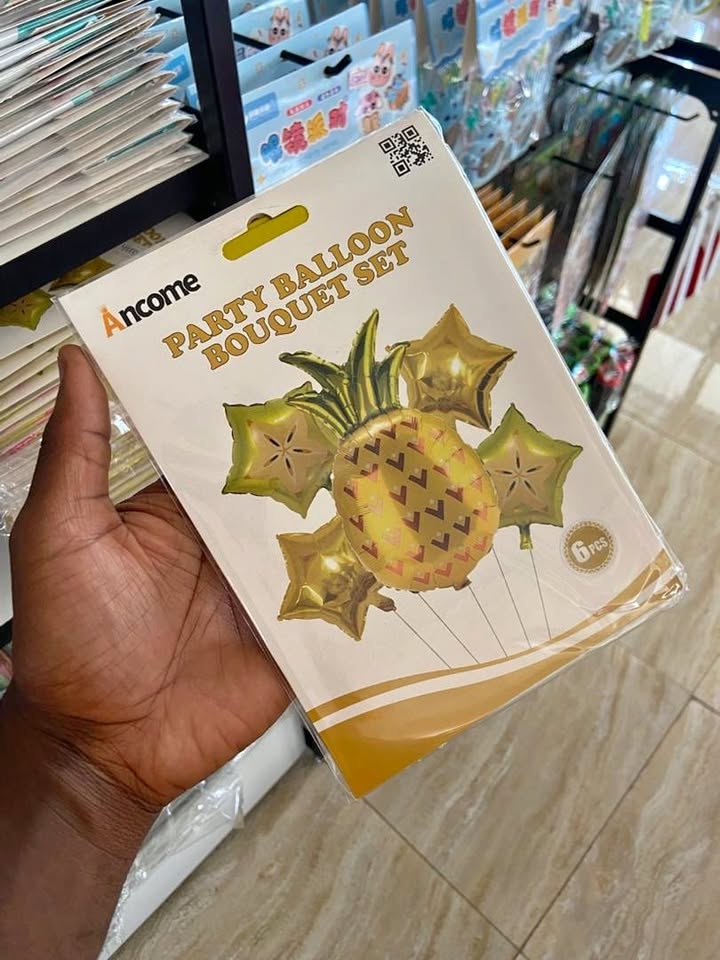 Ancome
PARTY BALLOON
BOUQUET SET
6PCS